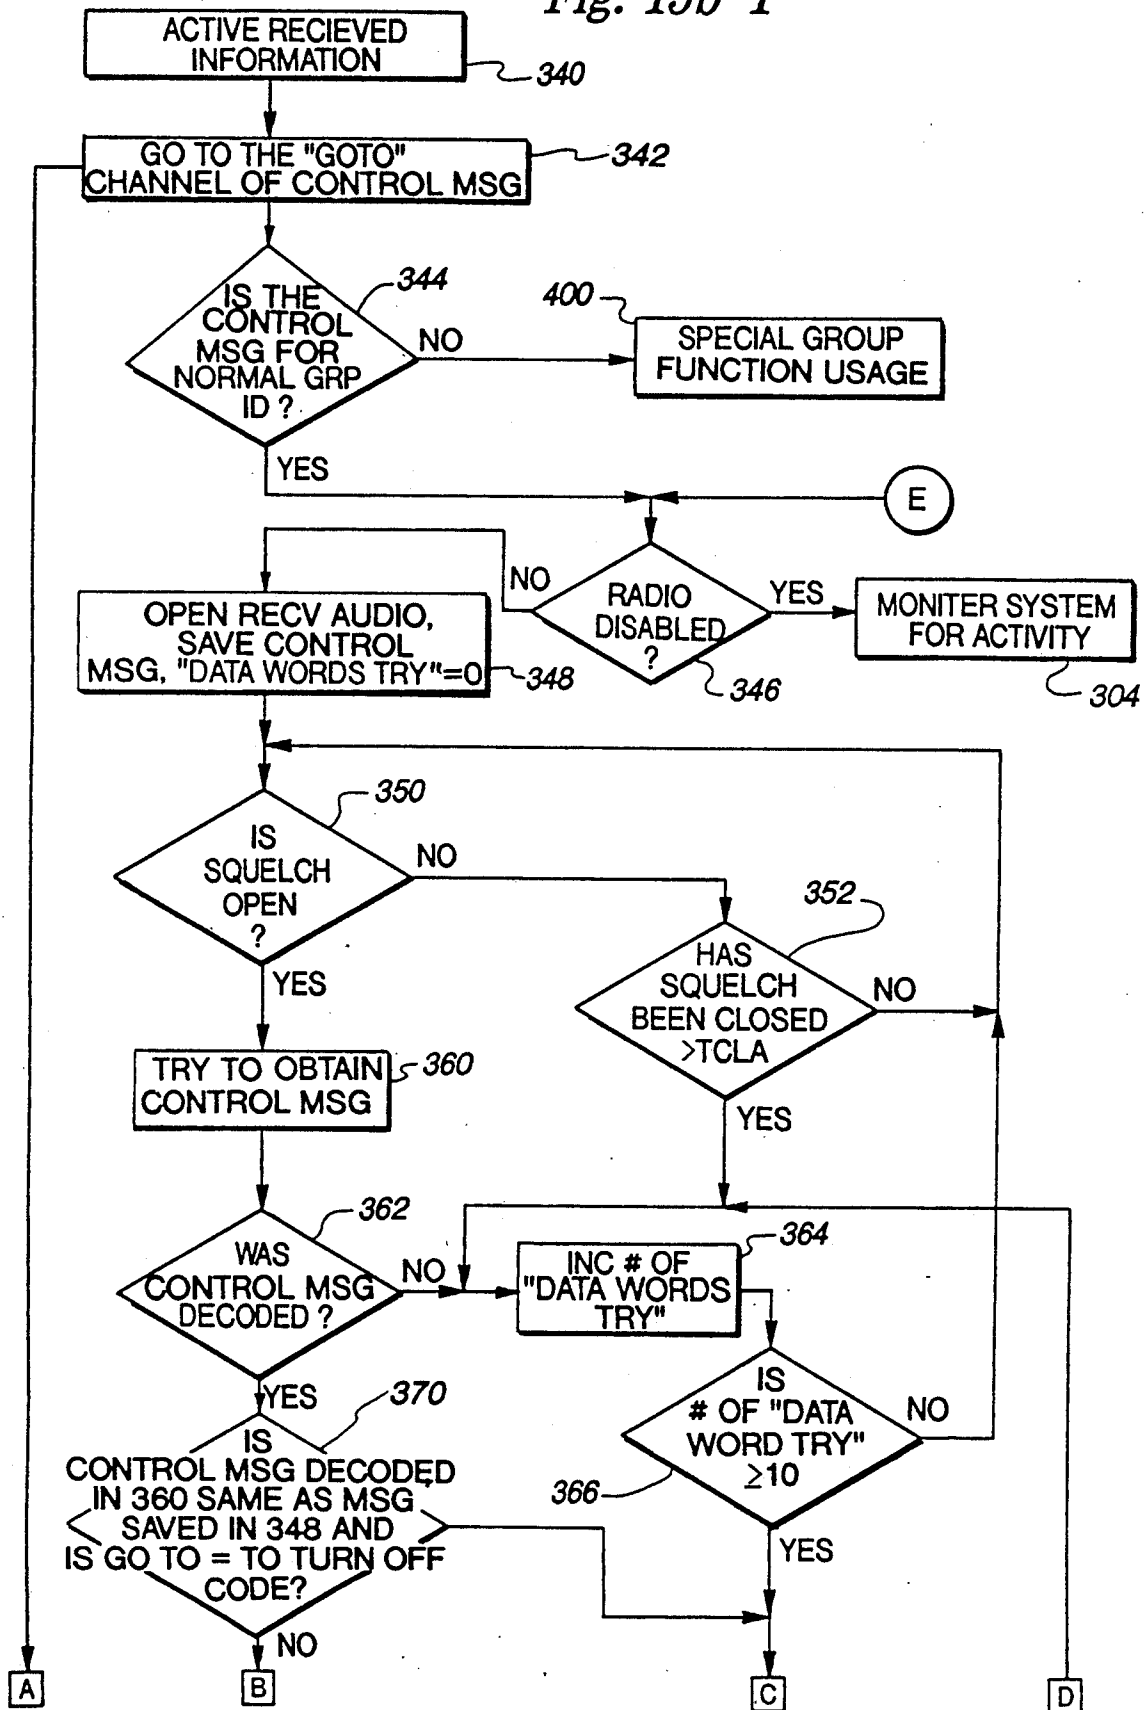 Fig. 15b-1
ACTIVE RECIEVED
INFORMATION
340
GO TO THE "GOTO"
CHANNEL OF CONTROL MSG
342
IS THE
CONTROL
MSG FOR
NORMAL GRP
ID ?
344
NO
400
SPECIAL GROUP
FUNCTION USAGE
YES
E
RADIO
DISABLED
?
346
NO
YES
MONITER SYSTEM
FOR ACTIVITY
304
OPEN RECV AUDIO,
SAVE CONTROL
MSG, "DATA WORDS TRY"=0
348
IS
SQUELCH
OPEN
?
350
NO
YES
352
HAS
SQUELCH
BEEN CLOSED
>TCLA
NO
YES
TRY TO OBTAIN
CONTROL MSG
360
WAS
CONTROL MSG
DECODED ?
362
NO
YES
INC # OF
"DATA WORDS
TRY"
364
IS
# OF "DATA
WORD TRY"
≥10
366
NO
YES
370
IS
CONTROL MSG DECODED
IN 360 SAME AS MSG
SAVED IN 348 AND
IS GO TO = TO TURN OFF
CODE?
NO
A
B
C
D